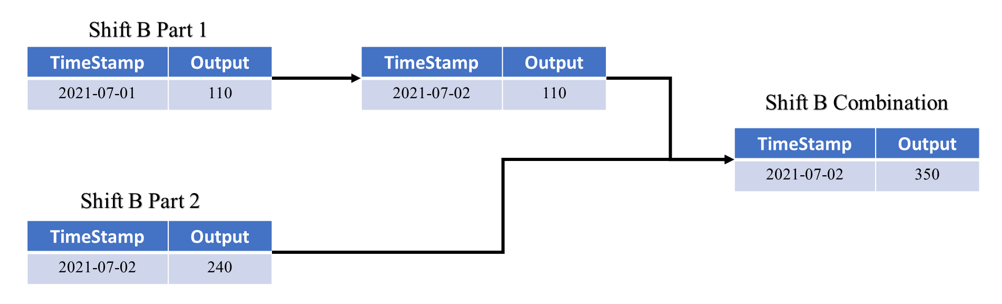 Shift B Part 1
TimeStamp Output
2021-07-01 110
TimeStamp Output
2021-07-02 110
Shift B Part 2
TimeStamp Output
2021-07-02 240
Shift B Combination
TimeStamp Output
2021-07-02 350